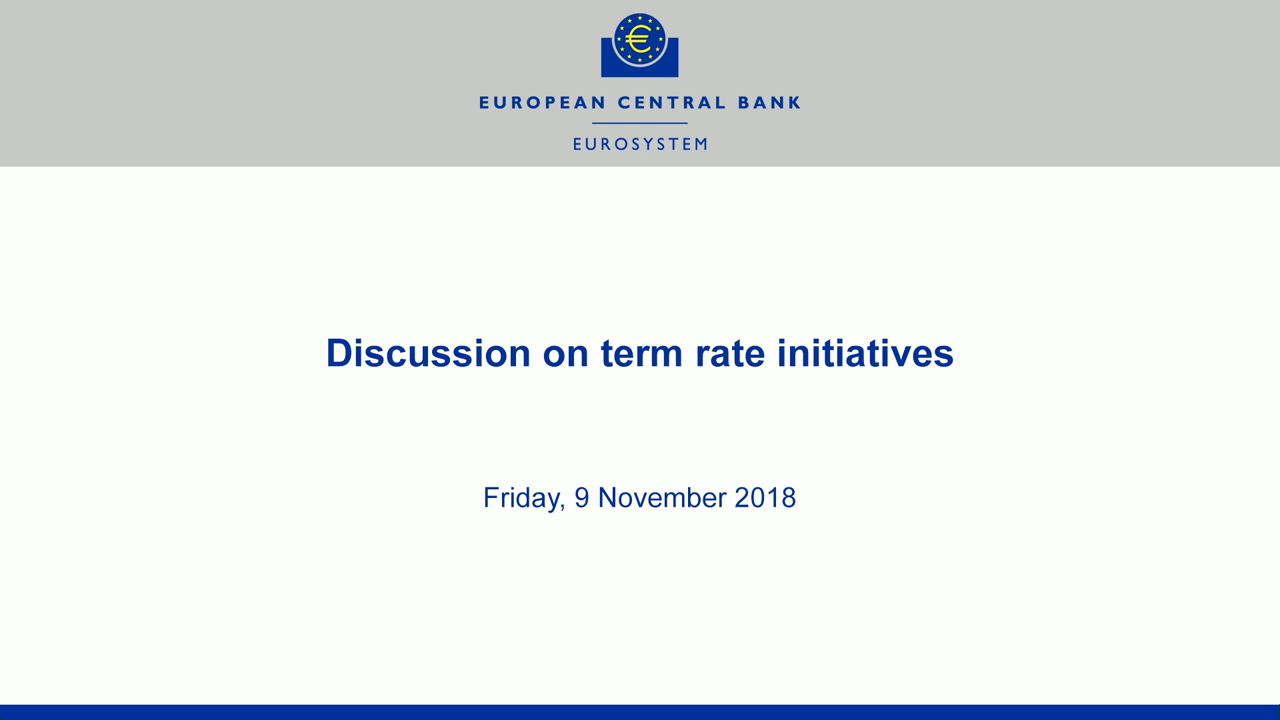 €
EUROPEAN CENTRAL BANK
EUROSYSTEM
Discussion on term rate initiatives
Friday, 9 November 2018